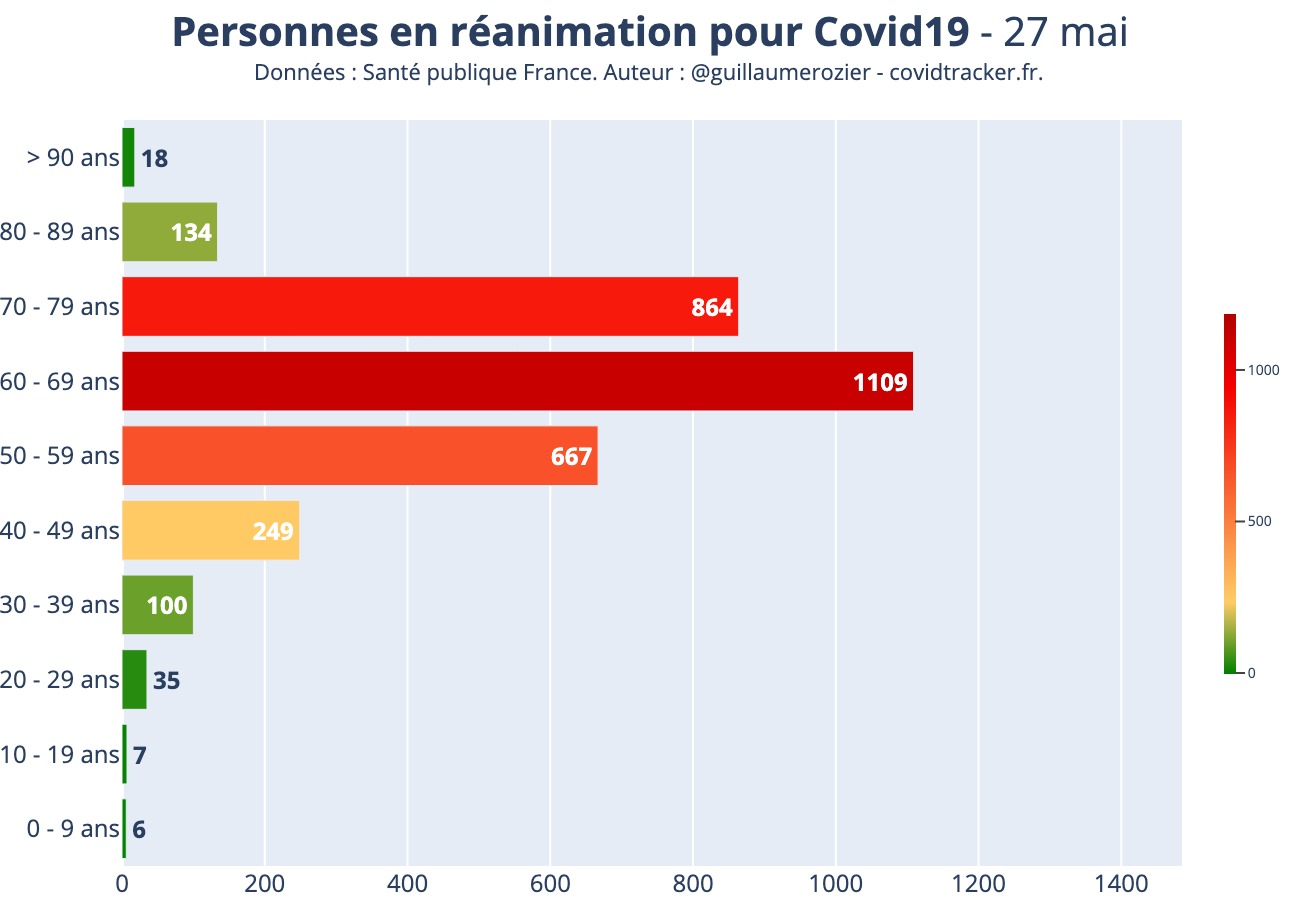 Personnes en réanimation pour Covid19 - 27 mai
Données : Santé publique France. Auteur : @guillaumerozier - covidtracker.fr.
> 90 ans 18
80 - 89 ans 134
70 - 79 ans 864
60 - 69 ans 1109
50 - 59 ans 667
40 - 49 ans 249
30 - 39 ans 100
20 - 29 ans 35
10 - 19 ans 7
0 - 9 ans 6
0 200 400 600 800 1000 1200 1400
1000
500
0